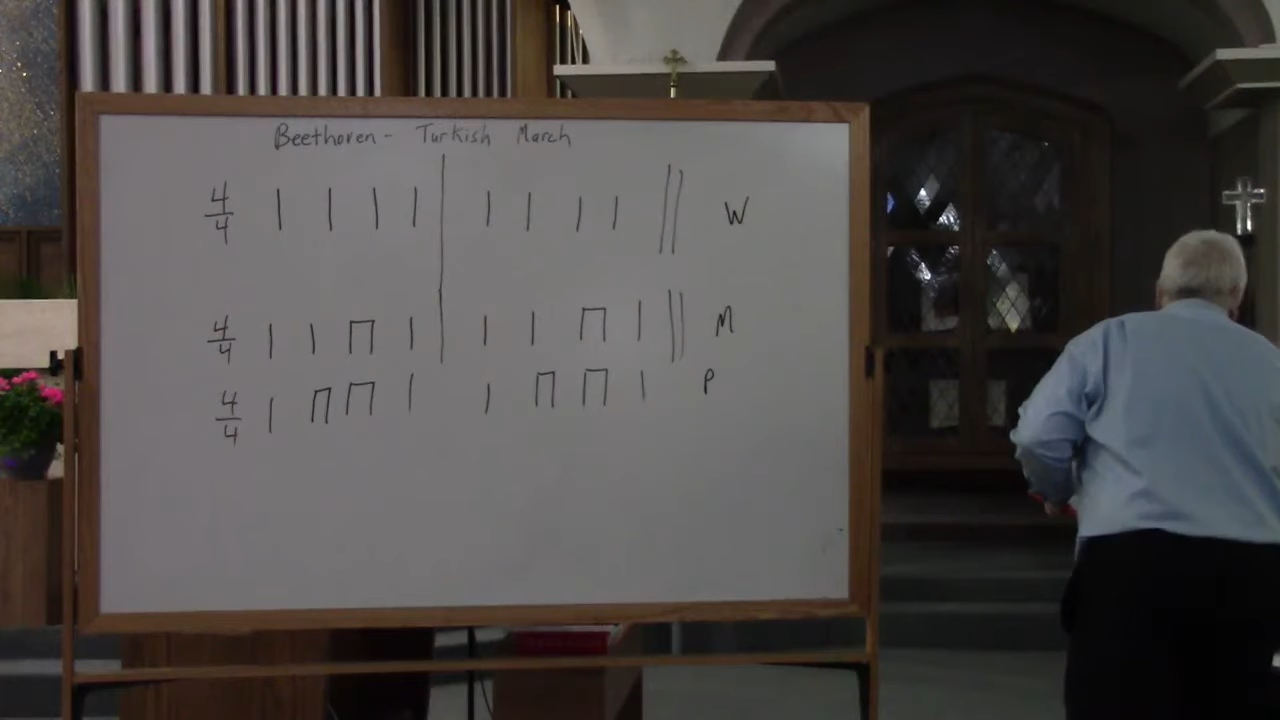 Beethoven - Turkish March
4/4 | | | | | | | | | || W
4/4 | | ⊓ | | | | ⊓ | || M
4/4 | ⊓ ⊓ | | ⊓ ⊓ | P